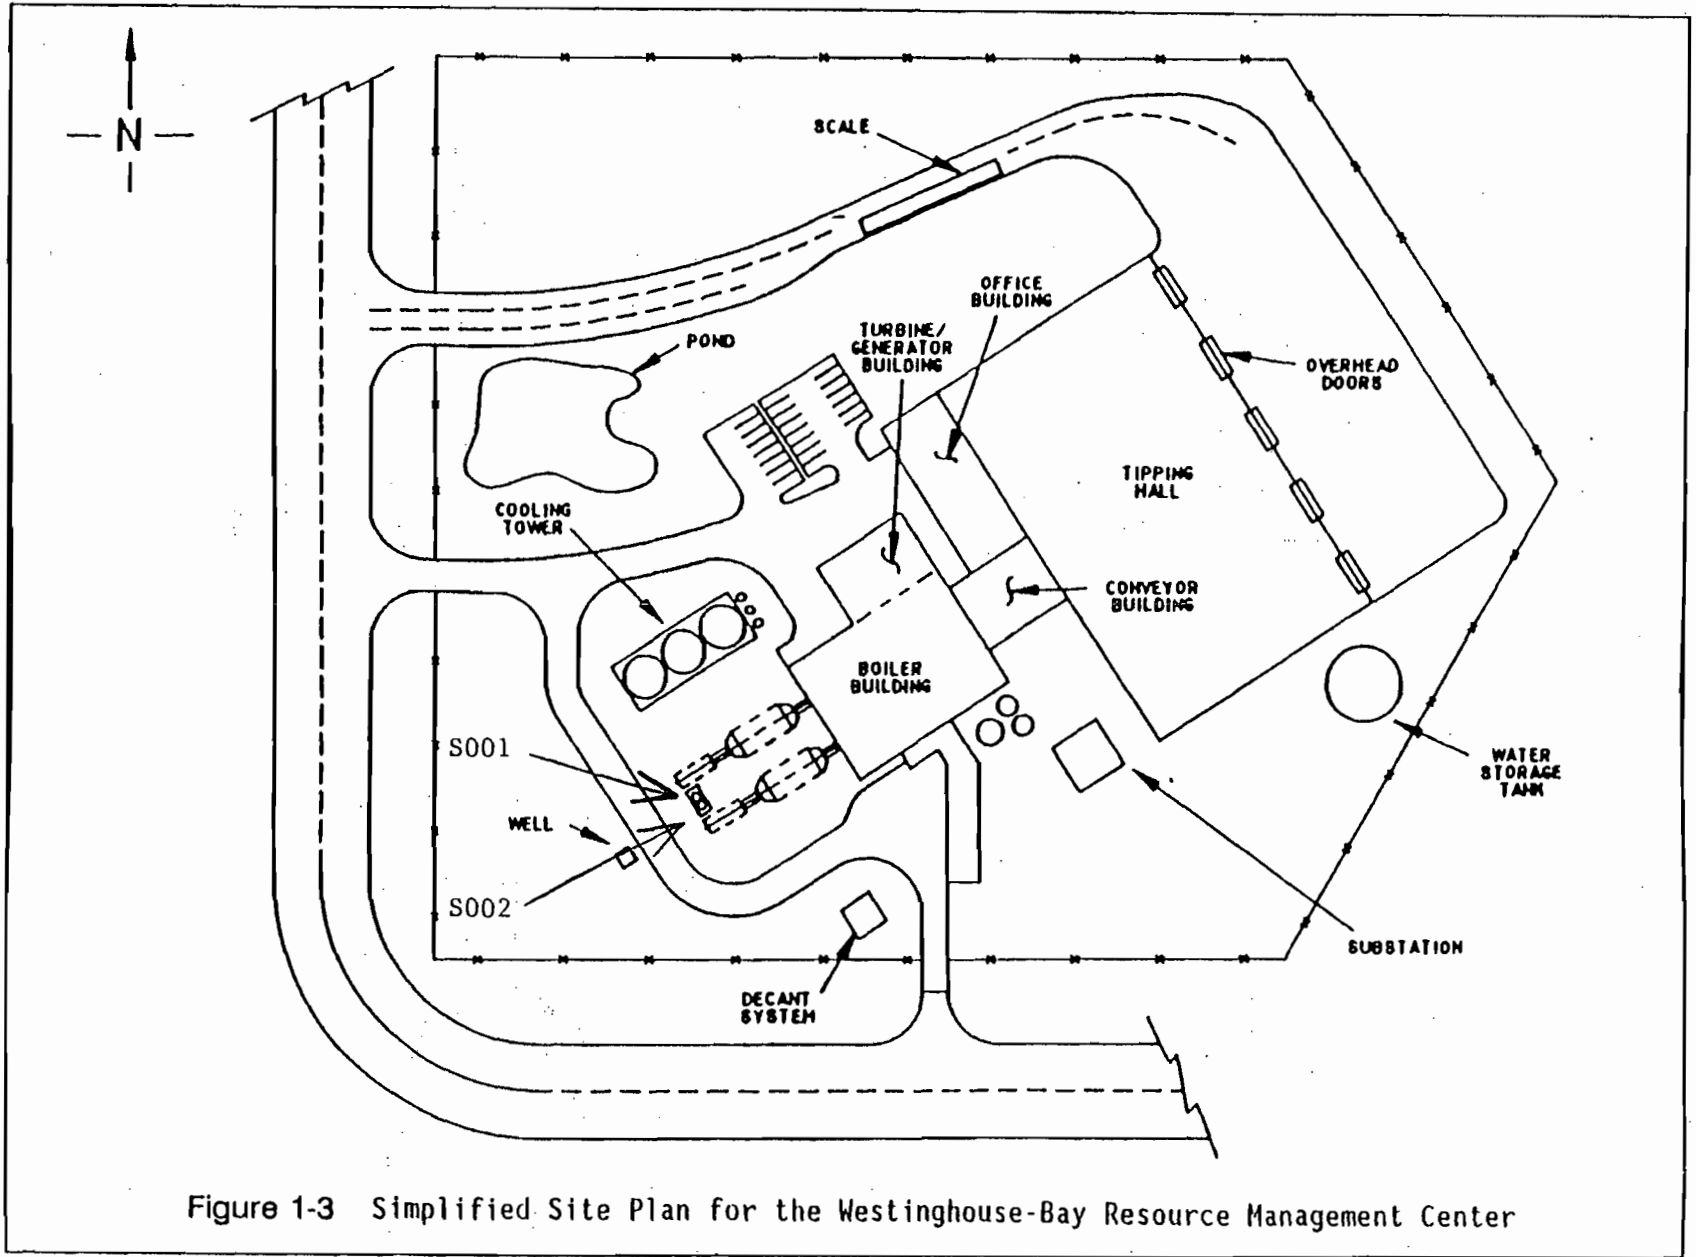 N
SCALE
OFFICE
BUILDING
TURBINE/
GENERATOR
BUILDING
POND
OVERHEAD
DOORS
TIPPING
HALL
COOLING
TOWER
CONVEYOR
BUILDING
BOILER
BUILDING
S001
WATER
STORAGE
TANK
WELL
S002
SUBSTATION
DECANT
SYSTEM
Figure 1-3 Simplified Site Plan for the Westinghouse-Bay Resource Management Center